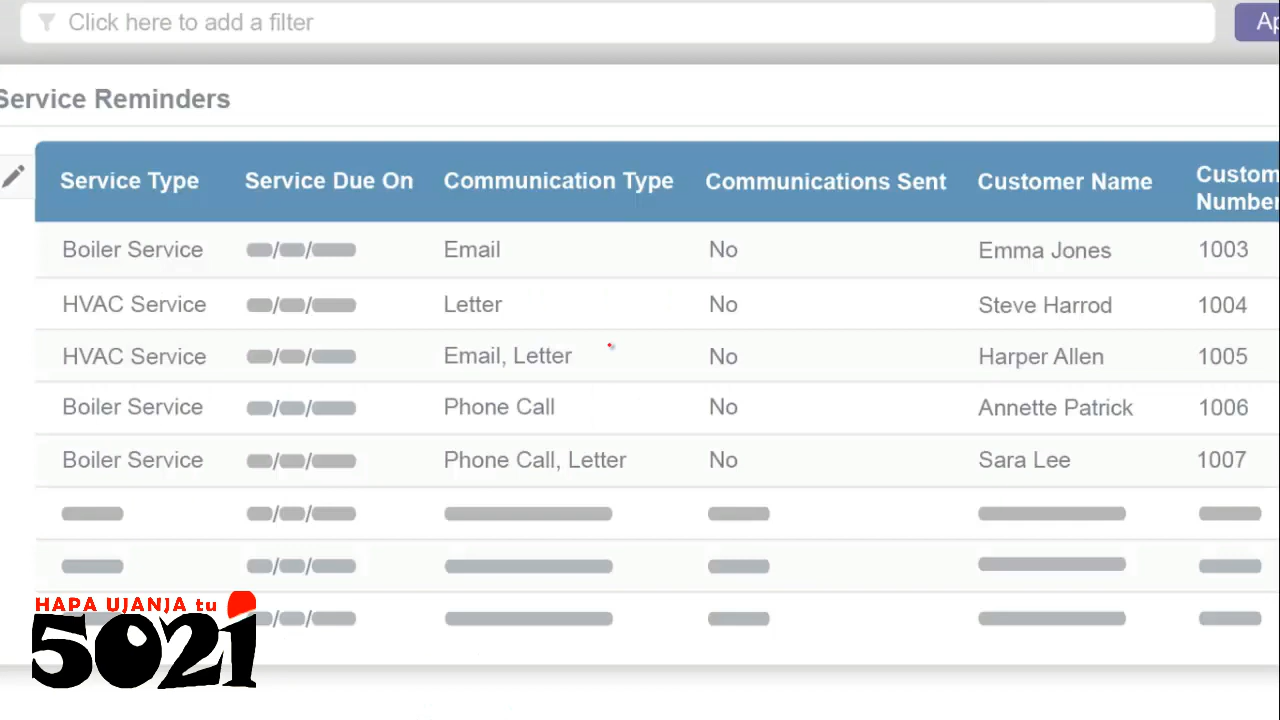 Click here to add a filter
Ap
Service Reminders
Service Type Service Due On Communication Type Communications Sent Customer Name Custom
Number
Boiler Service Email No Emma Jones 1003
HVAC Service Letter No Steve Harrod 1004
HVAC Service Email, Letter No Harper Allen 1005
Boiler Service Phone Call No Annette Patrick 1006
Boiler Service Phone Call, Letter No Sara Lee 1007
HAPA UJANJA tu
5021